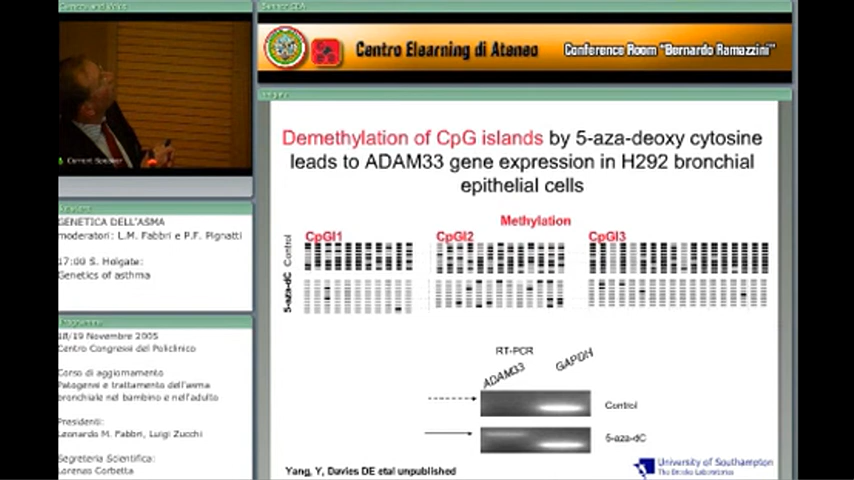 Centro Elearning di Ateneo
Conference Room "Bernardo Ramazzini"
Current Speaker
GENETICA DELL'ASMA
moderatori: L.M. Fabbri e P.F. Pignatti
17:00 S. Holgate:
Genetics of asthma
18/19 Novembre 2005
Centro Congressi del Policlinico
Corso di aggiornamento
Patogenesi e trattamento dell'asma
bronchiale nel bambino e nell'adulto
Presidenti:
Leonardo M. Fabbri, Luigi Zucchi
Segreteria Scientifica:
Lorenzo Corbetta
Demethylation of CpG islands by 5-aza-deoxy cytosine
leads to ADAM33 gene expression in H292 bronchial
epithelial cells
Methylation
CpGI1 CpGI2 CpGI3
Control
5-aza-dC
RT-PCR
ADAM33 GAPDH
Control
5-aza-dC
Yang, Y, Davies DE etal unpublished
University of Southampton